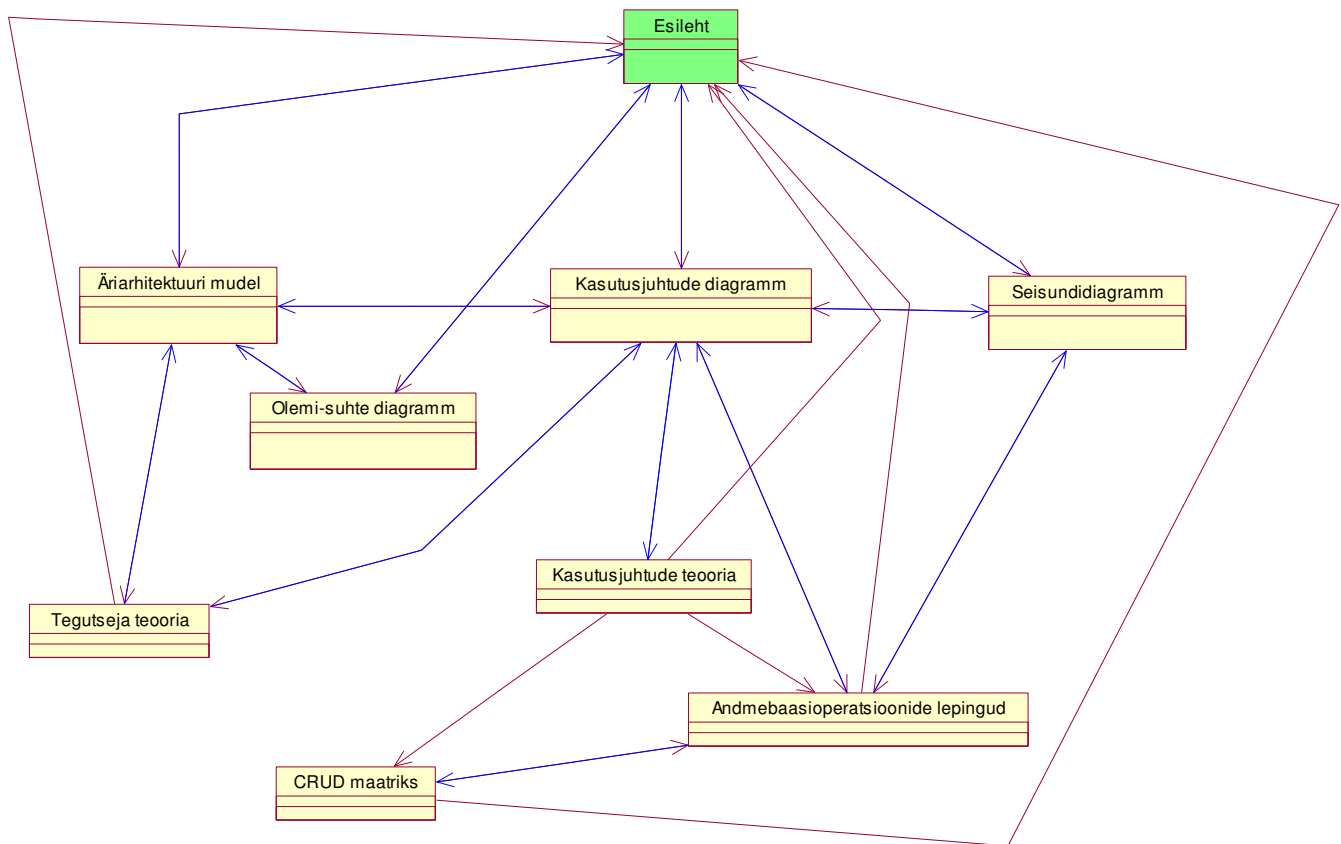 Esileht
Äriarhitektuuri mudel
Kasutusjuhtude diagramm
Seisundidiagramm
Olemi-suhte diagramm
Kasutusjuhtude teooria
Tegutseja teooria
Andmebaasioperatsioonide lepingud
CRUD maatriks